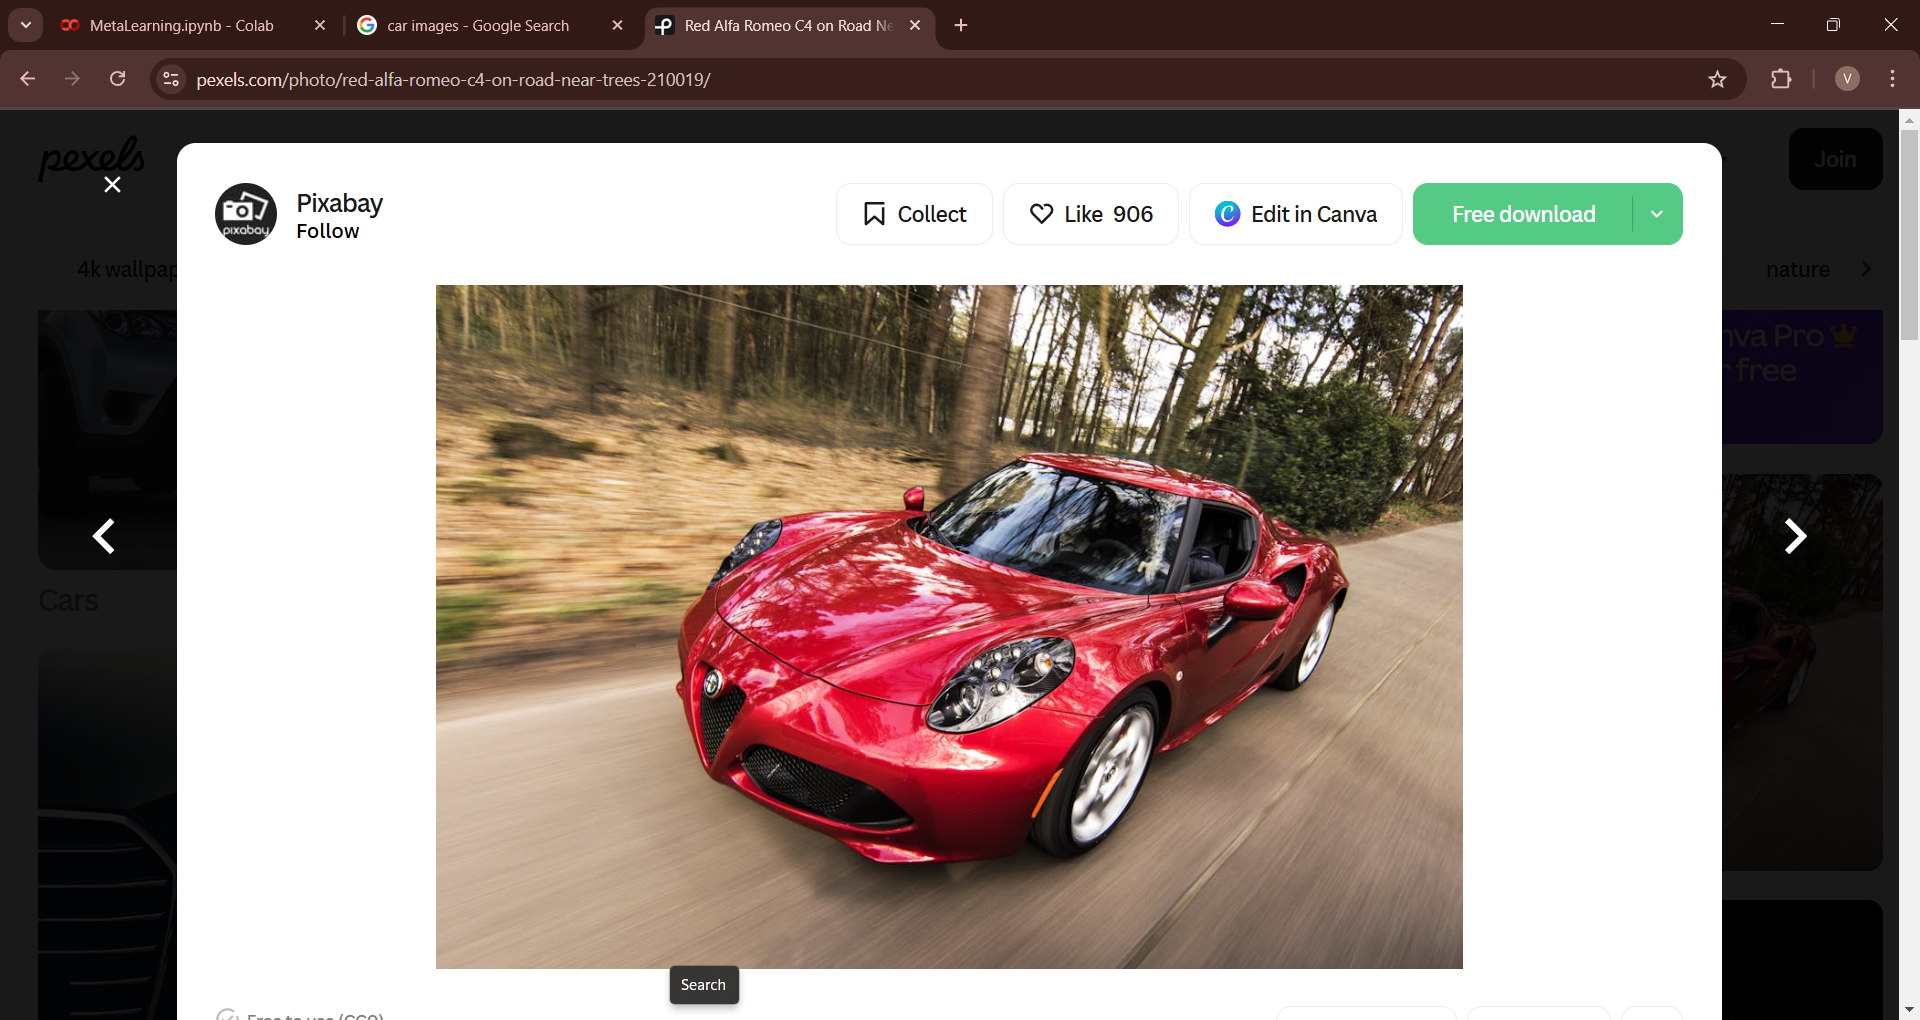 MetaLearning.ipynb - Colab
car images - Google Search
Red Alfa Romeo C4 on Road Ne
pexels.com/photo/red-alfa-romeo-c4-on-road-near-trees-210019/
V
pexels
Join
pixabay
Pixabay
Follow
Collect
Like 906
Edit in Canva
Free download
4k wallpap
nature
nva Pro
r free
Cars
Search
Free to use (CC0)